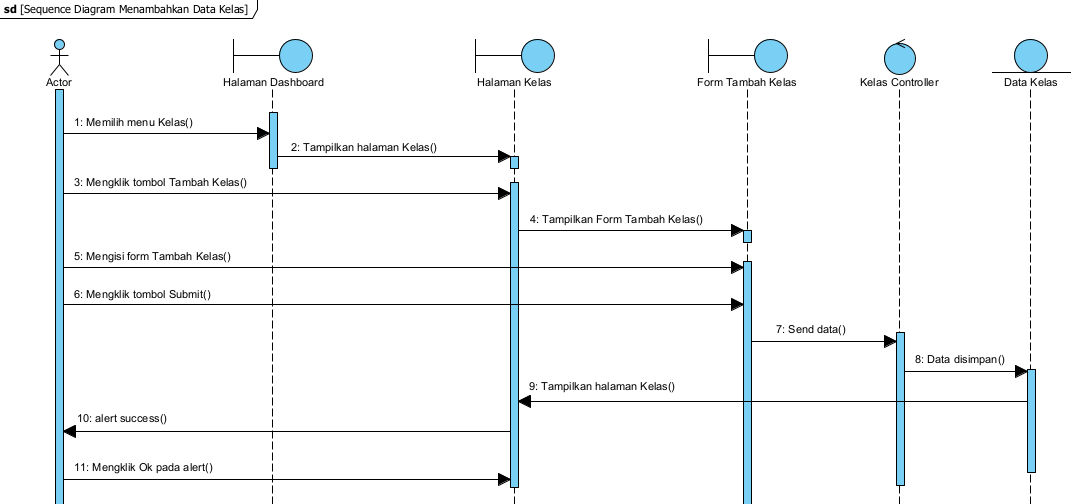 sd [Sequence Diagram Menambahkan Data Kelas]
Actor
Halaman Dashboard
Halaman Kelas
Form Tambah Kelas
Kelas Controller
Data Kelas
1: Memilih menu Kelas()
2: Tampilkan halaman Kelas()
3: Mengklik tombol Tambah Kelas()
4: Tampilkan Form Tambah Kelas()
5: Mengisi form Tambah Kelas()
6: Mengklik tombol Submit()
7: Send data()
8: Data disimpan()
9: Tampilkan halaman Kelas()
10: alert success()
11: Mengklik Ok pada alert()